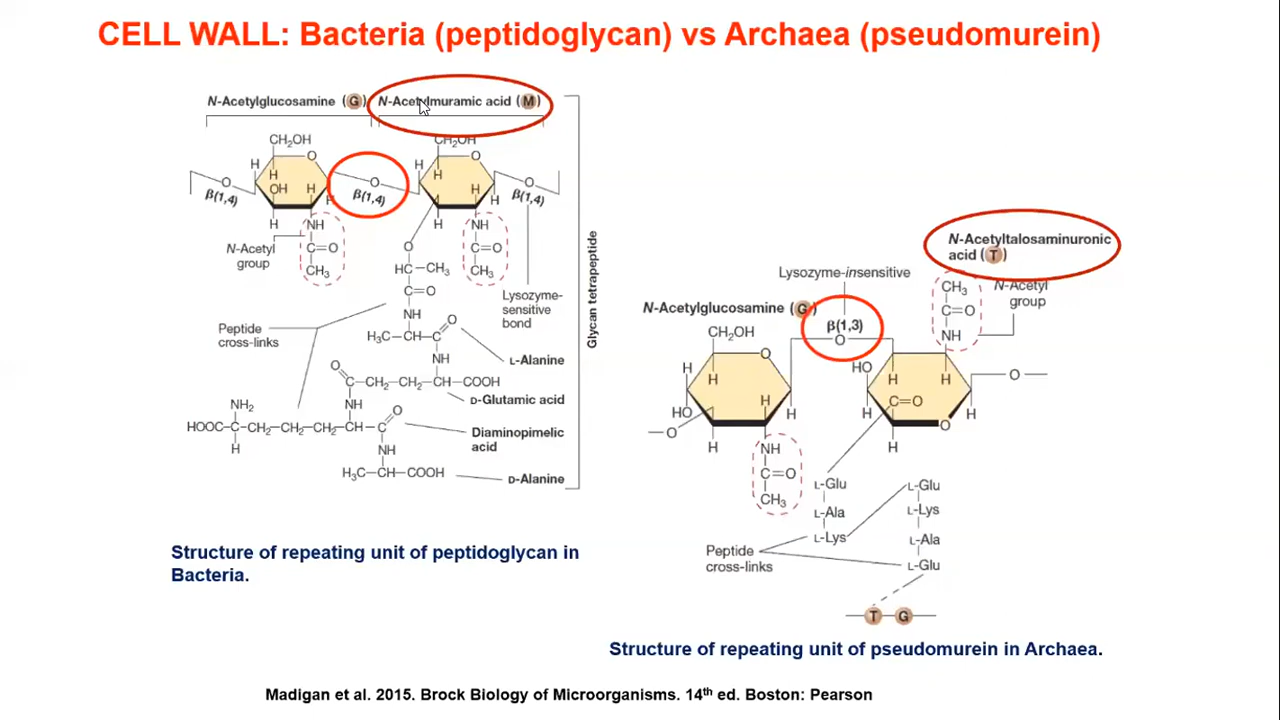 CELL WALL: Bacteria (peptidoglycan) vs Archaea (pseudomurein)
N-Acetylglucosamine (G)
N-Acetylmuramic acid (M)
CH₂OH
CH₂OH
O
O
H
H
H
H
O
O
O
β(1,4)
β(1,4)
β(1,4)
OH
H
H
H
H
H
H
H
NH
NH
N-Acetyl
group
C=O
C=O
CH₃
CH₃
O
HC–CH₃
C=O
NH
Lysozyme-
sensitive
bond
Glycan tetrapeptide
Peptide
cross-links
H₃C–CH–C
O
NH
L-Alanine
O
C–CH₂–CH₂–CH–COOH
D-Glutamic acid
NH₂
NH
O
HOOC–C–CH₂–CH₂–CH₂–CH–C
H
Diaminopimelic
acid
NH
H₃C–CH–COOH
D-Alanine
Structure of repeating unit of peptidoglycan in
Bacteria.
N-Acetyltalosaminuronic
acid (T)
Lysozyme-insensitive
CH₃
N-Acetyl
group
C=O
NH
N-Acetylglucosamine (G)
β(1,3)
O
CH₂OH
O
H
H
HO
H
H
O
HO
H
H
C=O
H
H
O
O
H
H
NH
C=O
CH₃
L-Glu
L-Ala
L-Lys
L-Glu
L-Lys
L-Ala
L-Glu
Peptide
cross-links
T
G
Structure of repeating unit of pseudomurein in Archaea.
Madigan et al. 2015. Brock Biology of Microorganisms. 14th ed. Boston: Pearson